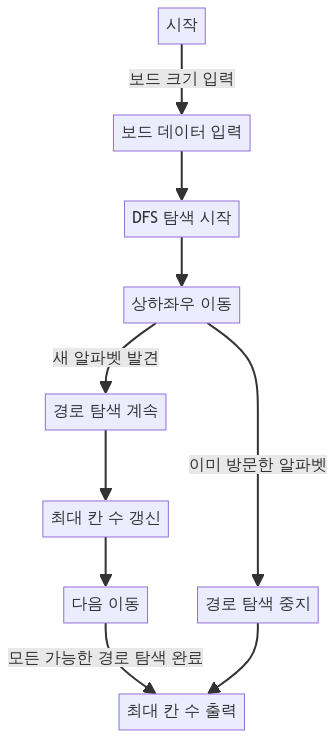 시작
보드 크기 입력
보드 데이터 입력
DFS 탐색 시작
상하좌우 이동
새 알파벳 발견
경로 탐색 계속
이미 방문한 알파벳
최대 칸 수 갱신
다음 이동
경로 탐색 중지
모든 가능한 경로 탐색 완료
최대 칸 수 출력